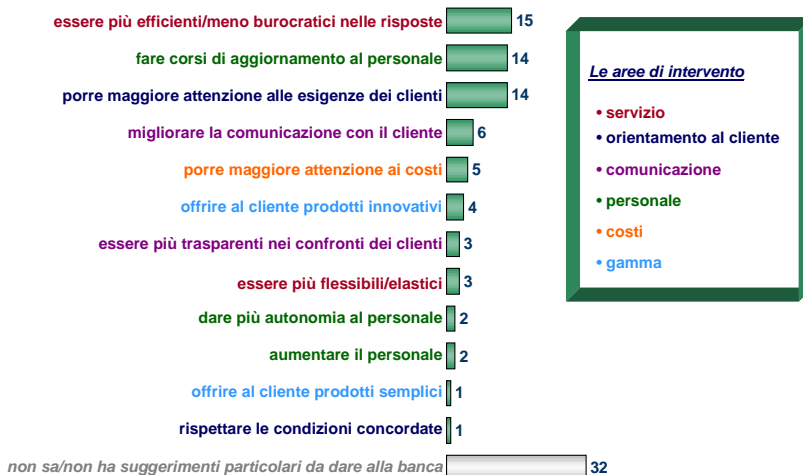 essere più efficienti/meno burocratici nelle risposte 15
fare corsi di aggiornamento al personale 14
porre maggiore attenzione alle esigenze dei clienti 14
migliorare la comunicazione con il cliente 6
porre maggiore attenzione ai costi 5
offrire al cliente prodotti innovativi 4
essere più trasparenti nei confronti dei clienti 3
essere più flessibili/elastici 3
dare più autonomia al personale 2
aumentare il personale 2
offrire al cliente prodotti semplici 1
rispettare le condizioni concordate 1
non sa/non ha suggerimenti particolari da dare alla banca 32
Le aree di intervento
• servizio
• orientamento al cliente
• comunicazione
• personale
• costi
• gamma